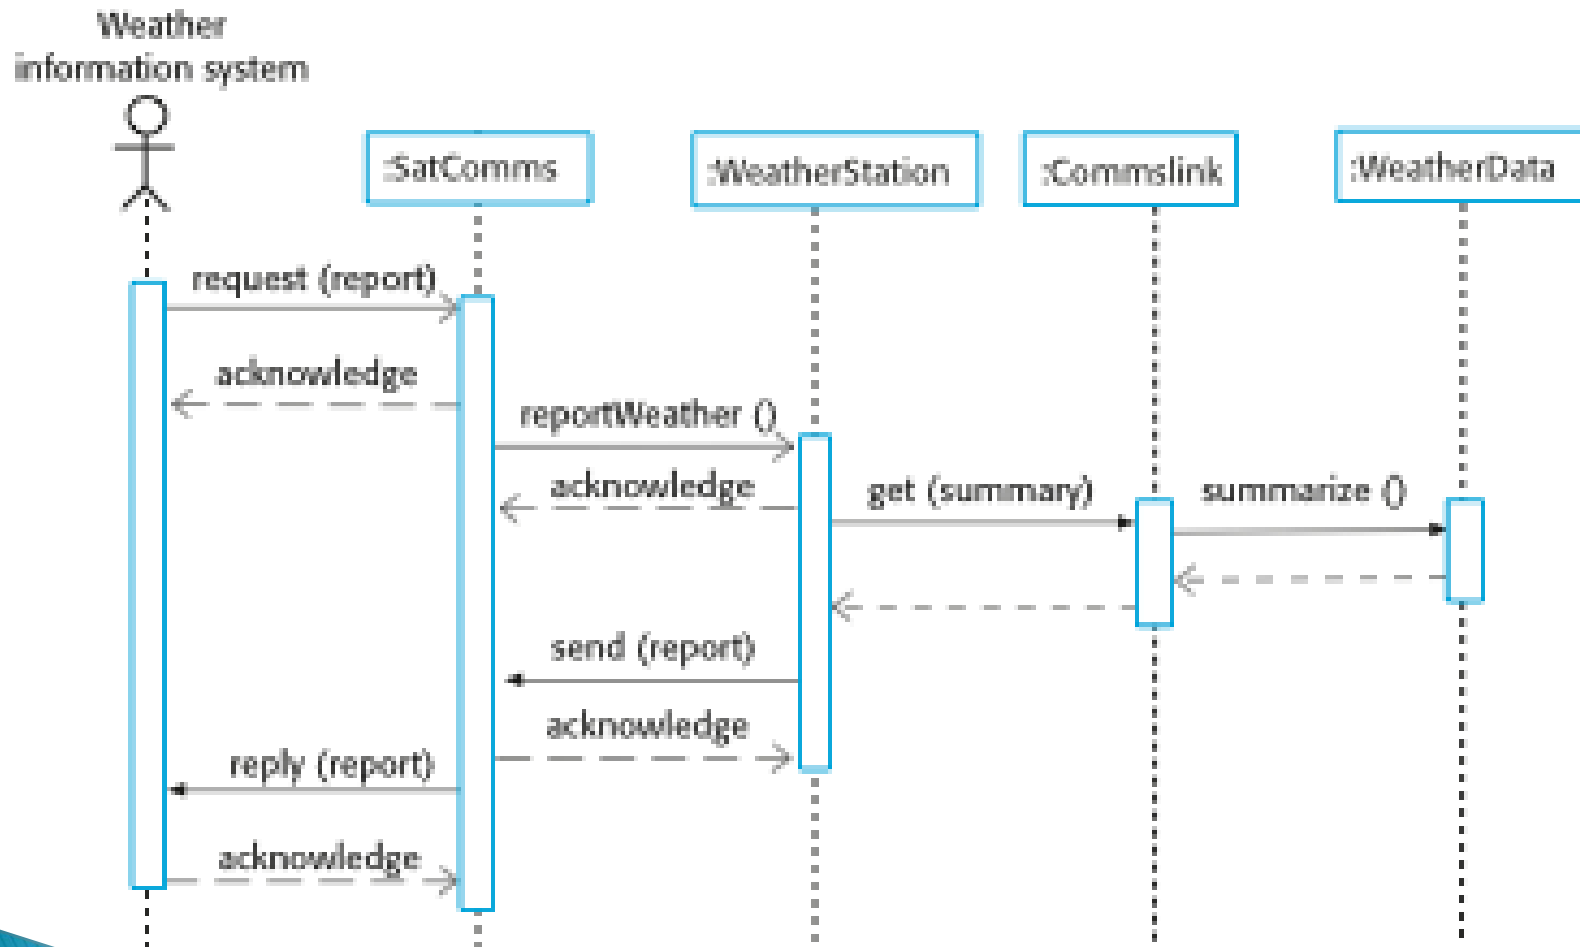 Weather
information system
:SatComms
:WeatherStation
:Commslink
:WeatherData
request (report)
acknowledge
reportWeather ()
acknowledge
get (summary)
summarize ()
send (report)
acknowledge
reply (report)
acknowledge